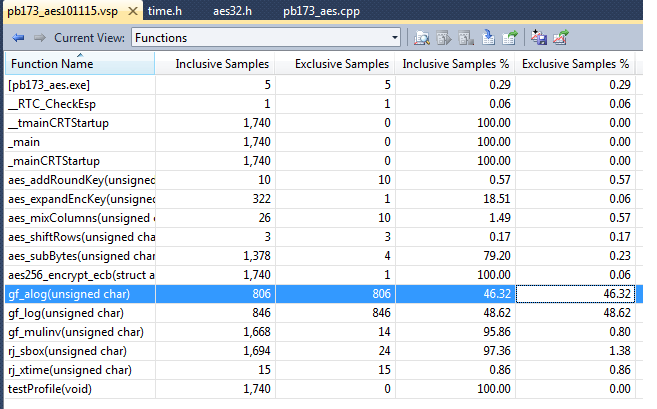 pb173_aes101115.vsp time.h aes32.h pb173_aes.cpp
Current View: Functions
Function Name Inclusive Samples Exclusive Samples Inclusive Samples % Exclusive Samples %
[pb173_aes.exe] 5 5 0.29 0.29
__RTC_CheckEsp 1 1 0.06 0.06
__tmainCRTStartup 1,740 0 100.00 0.00
_main 1,740 0 100.00 0.00
_mainCRTStartup 1,740 0 100.00 0.00
aes_addRoundKey(unsigned 10 10 0.57 0.57
aes_expandEncKey(unsigned 322 1 18.51 0.06
aes_mixColumns(unsigned c 26 10 1.49 0.57
aes_shiftRows(unsigned cha 3 3 0.17 0.17
aes_subBytes(unsigned char 1,378 4 79.20 0.23
aes256_encrypt_ecb(struct a 1,740 1 100.00 0.06
gf_alog(unsigned char) 806 806 46.32 46.32
gf_log(unsigned char) 846 846 48.62 48.62
gf_mulinv(unsigned char) 1,668 14 95.86 0.80
rj_sbox(unsigned char) 1,694 24 97.36 1.38
rj_xtime(unsigned char) 15 15 0.86 0.86
testProfile(void) 1,740 0 100.00 0.00